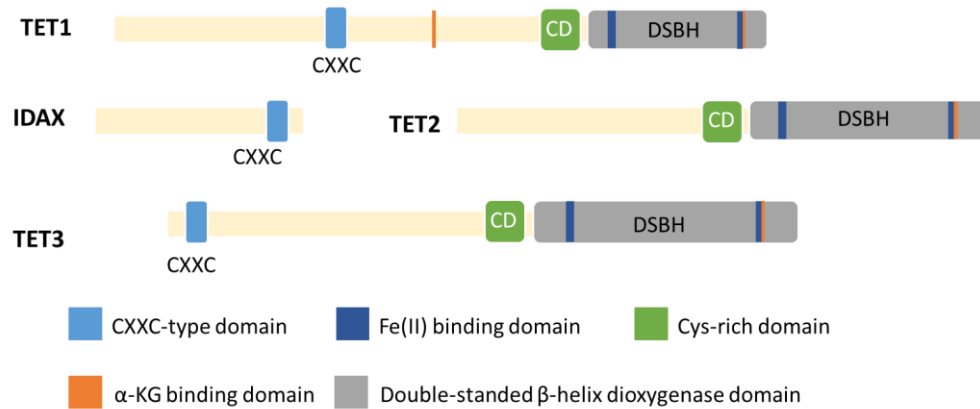 TET1
CD
DSBH
CXXC
IDAX
CXXC
TET2
CD
DSBH
TET3
CD
DSBH
CXXC
CXXC-type domain
Fe(II) binding domain
Cys-rich domain
α-KG binding domain
Double-standed β-helix dioxygenase domain